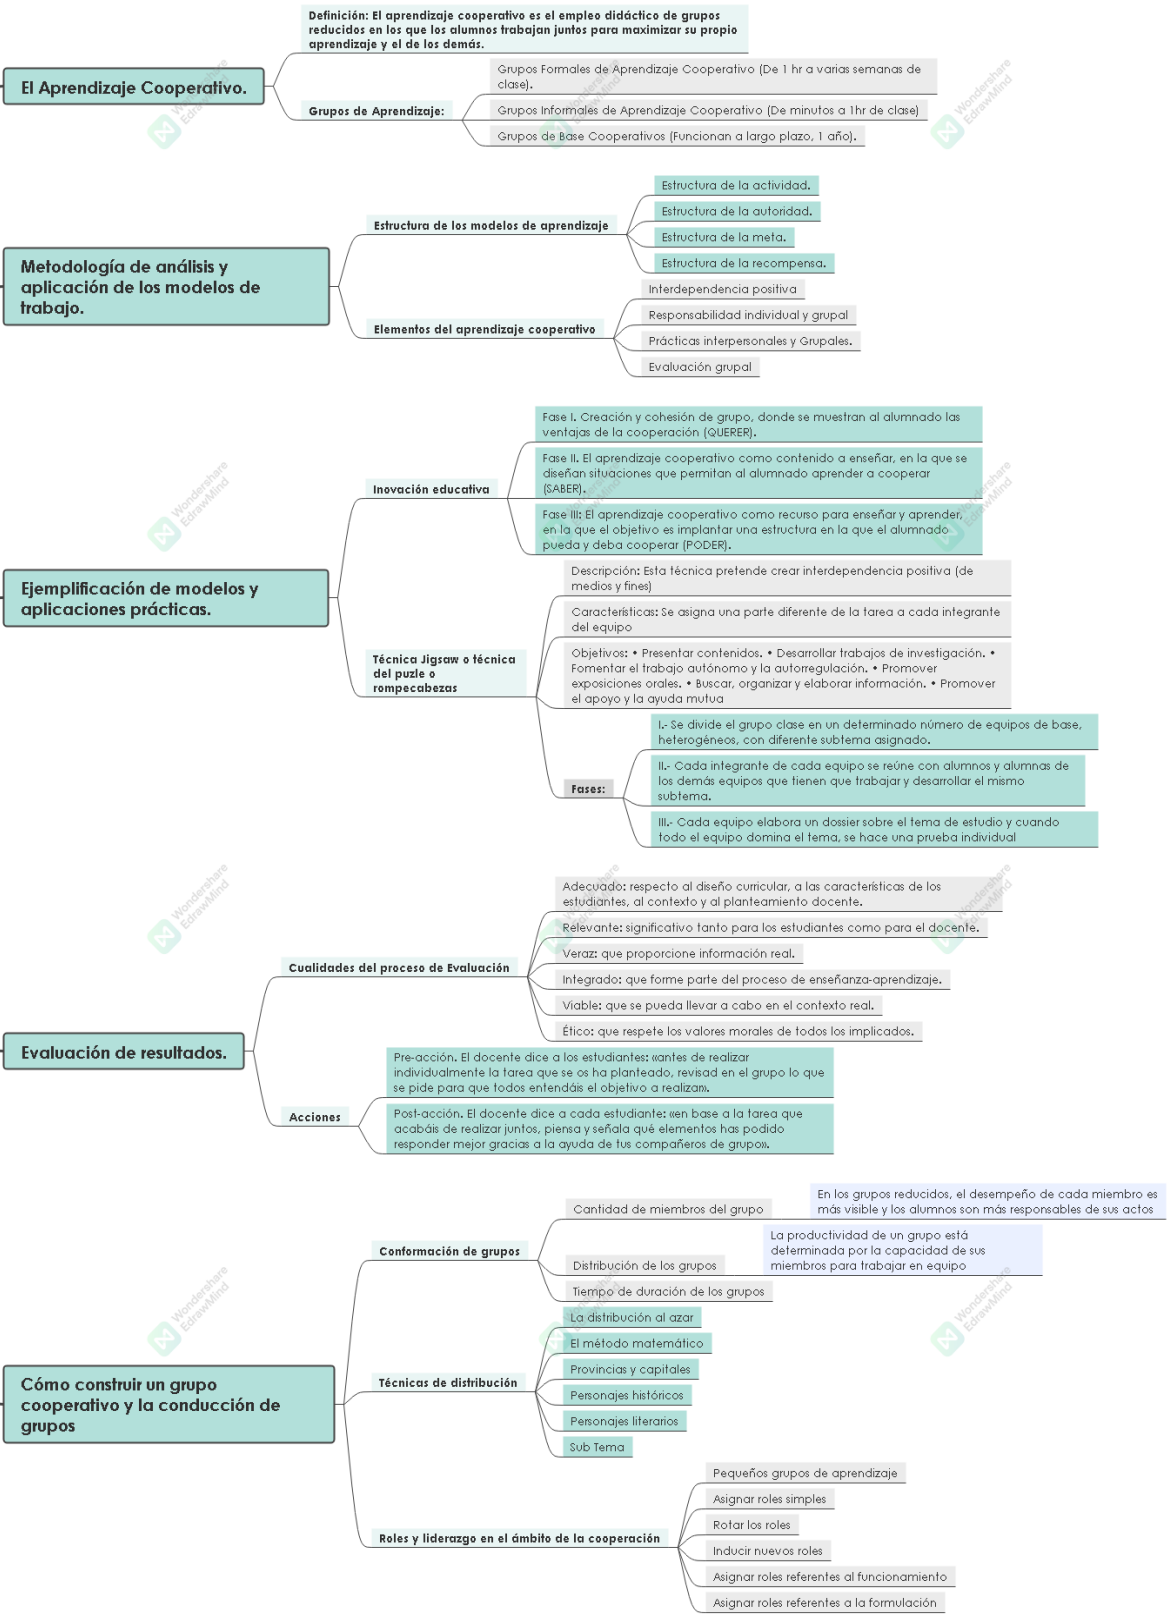 Definición: El aprendizaje cooperativo es el empleo didáctico de grupos
reducidos en los que los alumnos trabajan juntos para maximizar su propio
aprendizaje y el de los demás.
El Aprendizaje Cooperativo.
Grupos de Aprendizaje:
Grupos Formales de Aprendizaje Cooperativo (De 1 hr a varias semanas de
clase).
Grupos Informales de Aprendizaje Cooperativo (De minutos a 1hr de clase)
Grupos de Base Cooperativos (Funcionan a largo plazo, 1 año).
Wondershare
EdrawMind
Wondershare
EdrawMind
Wondershare
EdrawMind
Metodología de análisis y
aplicación de los modelos de
trabajo.
Estructura de los modelos de aprendizaje
Estructura de la actividad.
Estructura de la autoridad.
Estructura de la meta.
Estructura de la recompensa.
Elementos del aprendizaje cooperativo
Interdependencia positiva
Responsabilidad individual y grupal
Prácticas interpersonales y Grupales.
Evaluación grupal
Ejemplificación de modelos y
aplicaciones prácticas.
Inovación educativa
Fase I. Creación y cohesión de grupo, donde se muestran al alumnado las
ventajas de la cooperación (QUERER).
Fase II. El aprendizaje cooperativo como contenido a enseñar, en la que se
diseñan situaciones que permitan al alumnado aprender a cooperar
(SABER).
Fase III: El aprendizaje cooperativo como recurso para enseñar y aprender,
en la que el objetivo es implantar una estructura en la que el alumnado
pueda y deba cooperar (PODER).
Wondershare
EdrawMind
Wondershare
EdrawMind
Wondershare
EdrawMind
Técnica Jigsaw o técnica
del puzle o
rompecabezas
Descripción: Esta técnica pretende crear interdependencia positiva (de
medios y fines)
Características: Se asigna una parte diferente de la tarea a cada integrante
del equipo
Objetivos: • Presentar contenidos. • Desarrollar trabajos de investigación. •
Fomentar el trabajo autónomo y la autorregulación. • Promover
exposiciones orales. • Buscar, organizar y elaborar información. • Promover
el apoyo y la ayuda mutua
Fases:
I.- Se divide el grupo clase en un determinado número de equipos de base,
heterogéneos, con diferente subtema asignado.
II.- Cada integrante de cada equipo se reúne con alumnos y alumnas de
los demás equipos que tienen que trabajar y desarrollar el mismo
subtema.
III.- Cada equipo elabora un dossier sobre el tema de estudio y cuando
todo el equipo domina el tema, se hace una prueba individual
Wondershare
EdrawMind
Wondershare
EdrawMind
Wondershare
EdrawMind
Evaluación de resultados.
Cualidades del proceso de Evaluación
Adecuado: respecto al diseño curricular, a las características de los
estudiantes, al contexto y al planteamiento docente.
Relevante: significativo tanto para los estudiantes como para el docente.
Veraz: que proporcione información real.
Integrado: que forme parte del proceso de enseñanza-aprendizaje.
Viable: que se pueda llevar a cabo en el contexto real.
Ético: que respete los valores morales de todos los implicados.
Acciones
Pre-acción. El docente dice a los estudiantes: «antes de realizar
individualmente la tarea que se os ha planteado, revisad en el grupo lo que
se pide para que todos entendáis el objetivo a realizar».
Post-acción. El docente dice a cada estudiante: «en base a la tarea que
acabáis de realizar juntos, piensa y señala qué elementos has podido
responder mejor gracias a la ayuda de tus compañeros de grupo».
Cómo construir un grupo
cooperativo y la conducción de
grupos
Conformación de grupos
Cantidad de miembros del grupo
En los grupos reducidos, el desempeño de cada miembro es
más visible y los alumnos son más responsables de sus actos
Distribución de los grupos
La productividad de un grupo está
determinada por la capacidad de sus
miembros para trabajar en equipo
Tiempo de duración de los grupos
Wondershare
EdrawMind
Wondershare
EdrawMind
Wondershare
EdrawMind
Técnicas de distribución
La distribución al azar
El método matemático
Provincias y capitales
Personajes históricos
Personajes literarios
Sub Tema
Roles y liderazgo en el ámbito de la cooperación
Pequeños grupos de aprendizaje
Asignar roles simples
Rotar los roles
Inducir nuevos roles
Asignar roles referentes al funcionamiento
Asignar roles referentes a la formulación